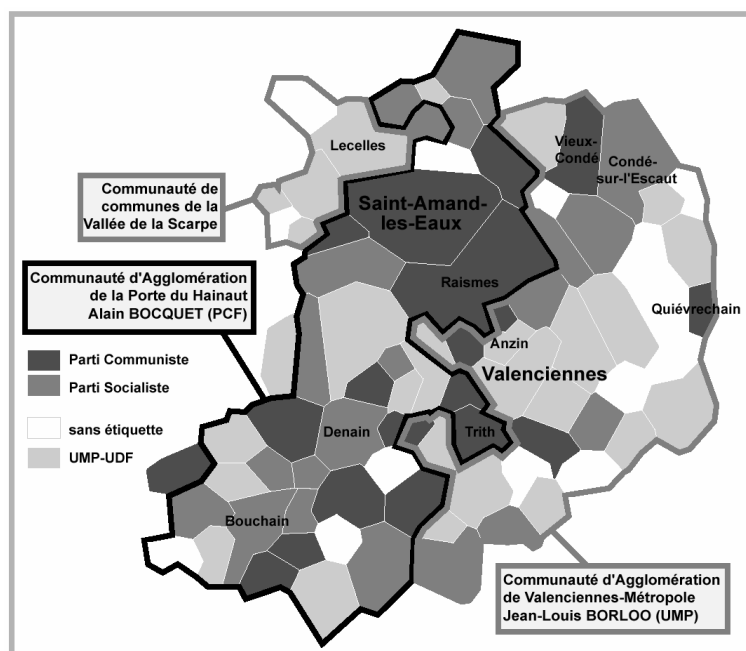 Lecelles
Vieux-
Condé
Condé-
sur-l'Escaut
Communauté de
communes de la
Vallée de la Scarpe
Saint-Amand-
les-Eaux
Communauté d'Agglomération
de la Porte du Hainaut
Alain BOCQUET (PCF)
Raismes
Quiévrechain
Anzin
Parti Communiste
Valenciennes
Parti Socialiste
sans étiquette
Denain
Trith
UMP-UDF
Bouchain
Communauté d'Agglomération
de Valenciennes-Métropole
Jean-Louis BORLOO (UMP)